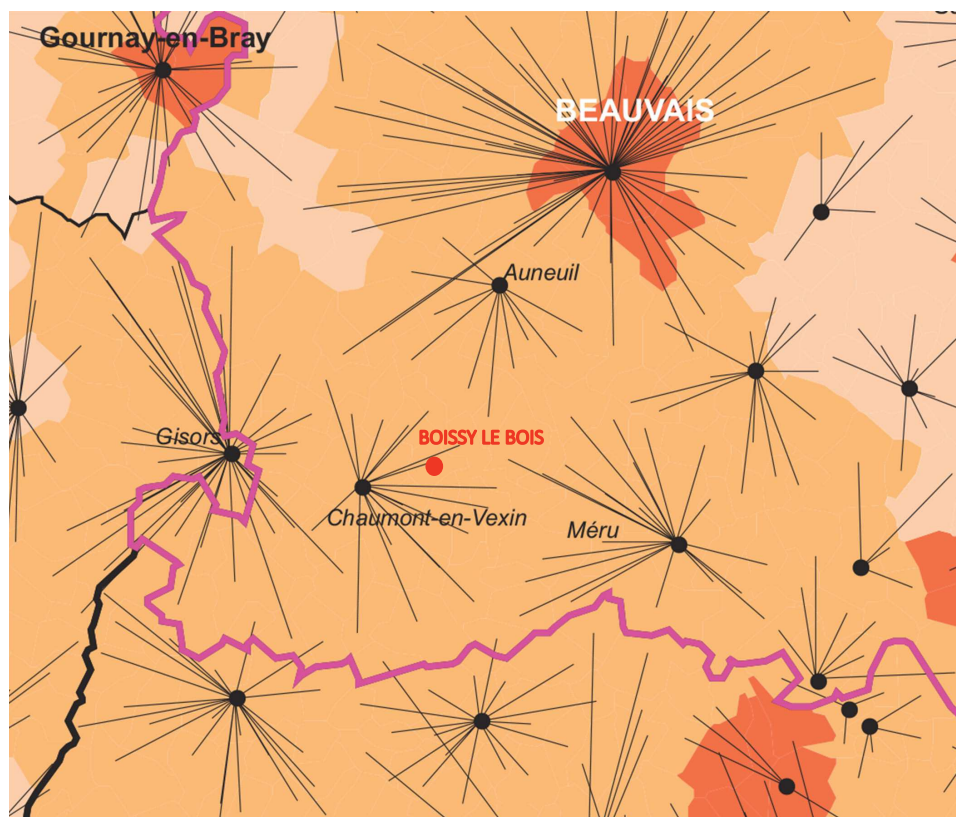 Gournay-en-Bray
BEAUVAIS
Auneuil
Gisors
BOISSY LE BOIS
Chaumont-en-Vexin
Méru